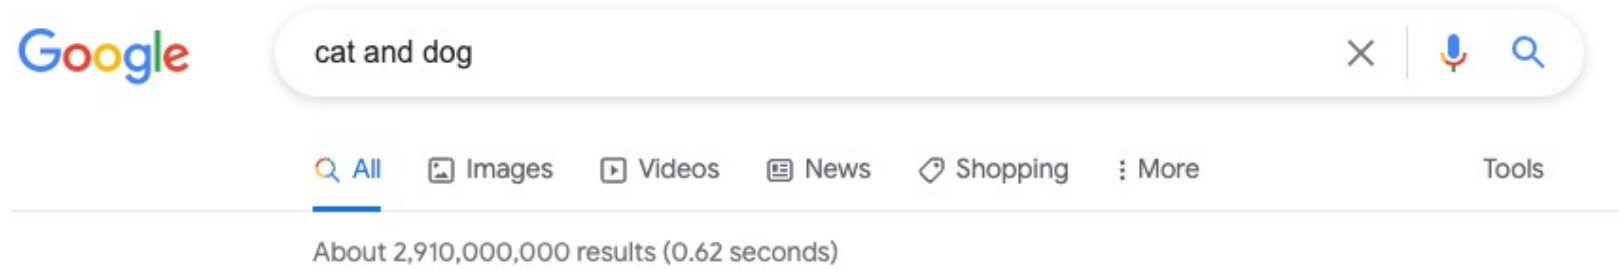 Google cat and dog
All Images Videos News Shopping More Tools
About 2,910,000,000 results (0.62 seconds)